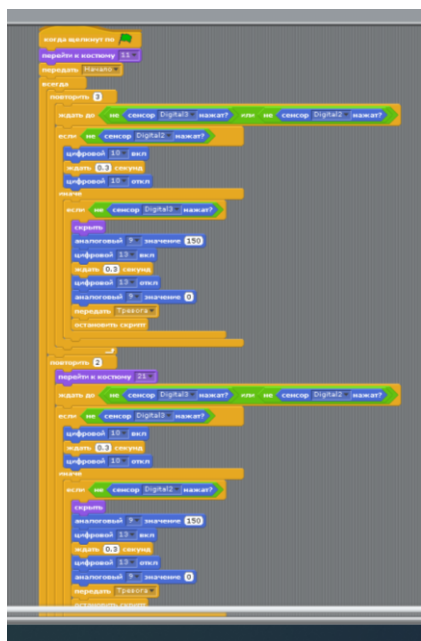 когда щелкнут по
перейти к костюму 11
передать Начало
всегда
повторить 3
ждать до не сенсор Digital3 нажат? или не сенсор Digital2 нажат?
если не сенсор Digital2 нажат?
цифровой 10 вкл
ждать 0.3 секунд
цифровой 10 откл
иначе
если не сенсор Digital3 нажат?
скрыть
аналоговый 9 значение 150
цифровой 13 вкл
ждать 0.3 секунд
цифровой 13 откл
аналоговый 9 значение 0
передать Тревога
остановить скрипт
повторить 2
перейти к костюму 21
ждать до не сенсор Digital3 нажат? или не сенсор Digital2 нажат?
если не сенсор Digital3 нажат?
цифровой 10 вкл
ждать 0.3 секунд
цифровой 10 откл
иначе
если не сенсор Digital2 нажат?
скрыть
аналоговый 9 значение 150
цифровой 13 вкл
ждать 0.3 секунд
цифровой 13 откл
аналоговый 9 значение 0
передать Тревога
остановить скрипт